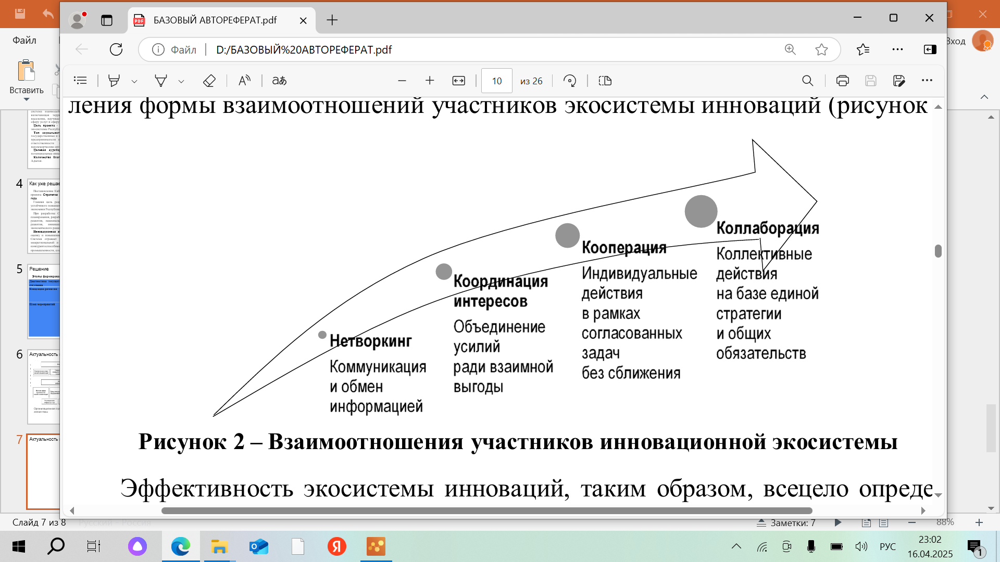 БАЗОВЫЙ АВТОРЕФЕРАТ.pdf
Файл
Вход
Файл
D:/БАЗОВЫЙ%20АВТОРЕФЕРАТ.pdf
Вставить
10
из 26
ления формы взаимоотношений участников экосистемы инноваций (рисунок
Коллаборация
Коллективные
действия
на базе единой
стратегии
и общих
обязательств
Кооперация
Индивидуальные
действия
в рамках
согласованных
задач
без сближения
Координация
интересов
Объединение
усилий
ради взаимной
выгоды
Нетворкинг
Коммуникация
и обмен
информацией
Рисунок 2 – Взаимоотношения участников инновационной экосистемы
Эффективность экосистемы инноваций, таким образом, всецело опреде
4
Как уже решае
5
Решение
6
Актуальность
7
Актуальность
Слайд 7 из 8
Русский - Россия
Заметки: 7
88%
РУС
23:02
16.04.2025
1